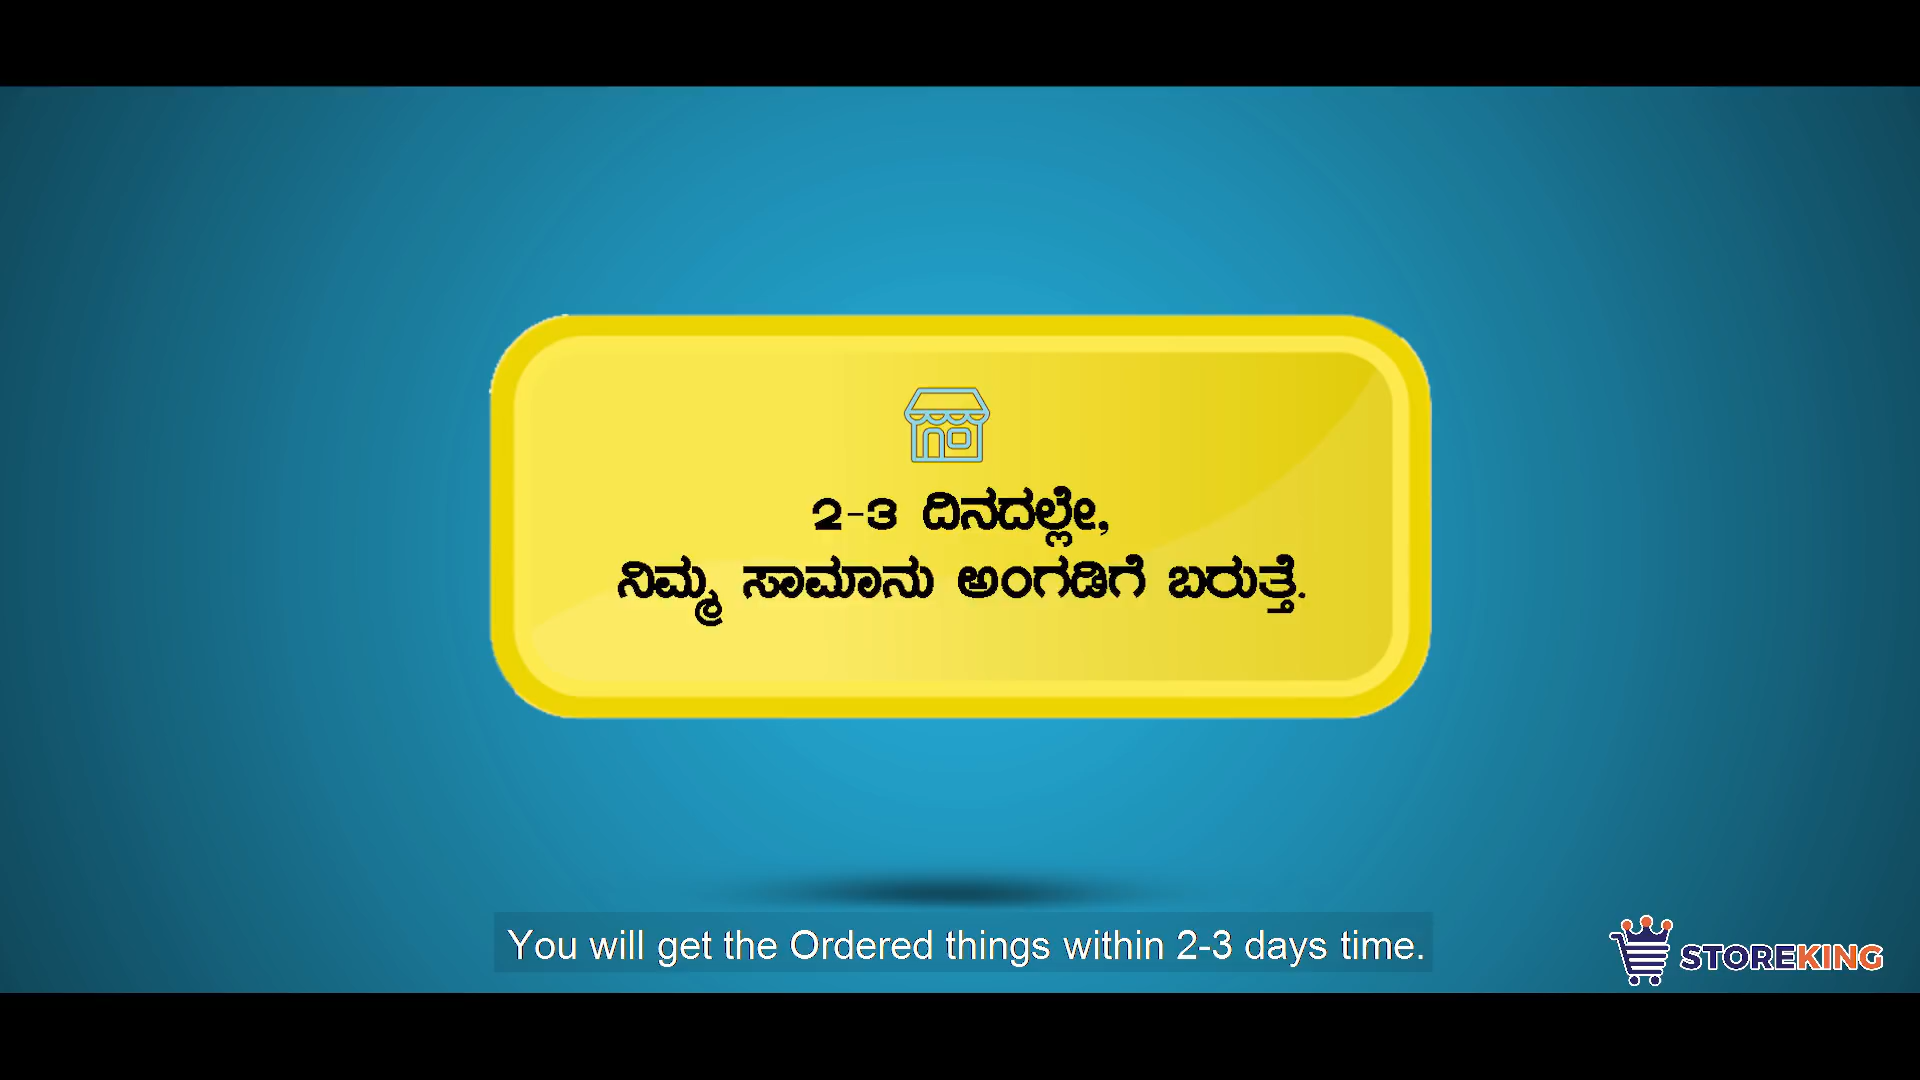 2-3 ದಿನದಲ್ಲೇ,
ನಿಮ್ಮ ಸಾಮಾನು ಅಂಗಡಿಗೆ ಬರುತ್ತೆ.
You will get the Ordered things within 2-3 days time.
STOREKING